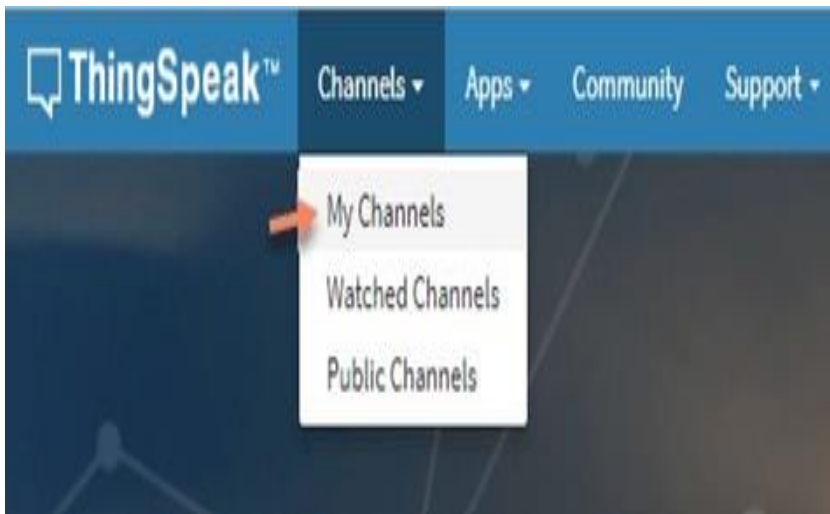 ThingSpeak™ Channels Apps Community Support
My Channels
Watched Channels
Public Channels